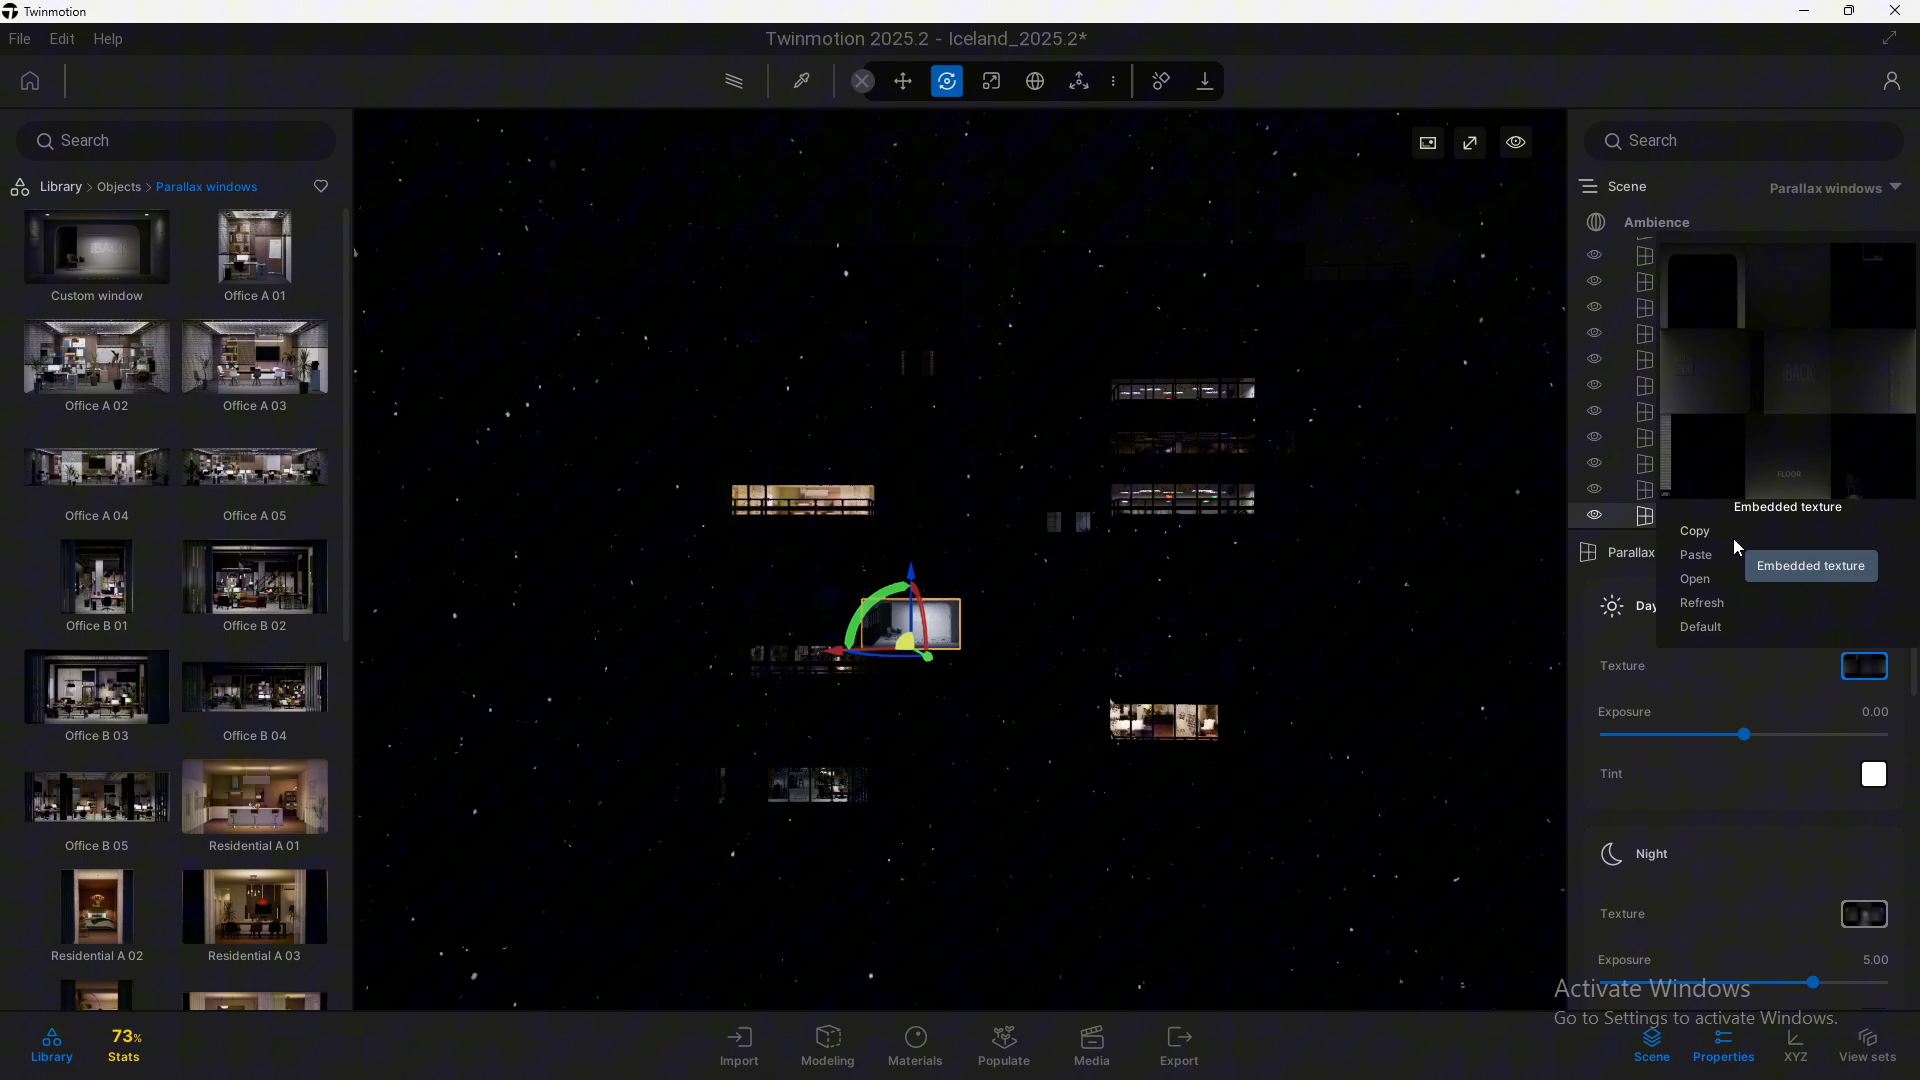 Twinmotion
File Edit Help
Twinmotion 2025.2 - Iceland_2025.2*
Search
Library > Objects > Parallax windows
Custom window
Office A 01
Office A 02
Office A 03
Office A 04
Office A 05
Office B 01
Office B 02
Office B 03
Office B 04
Office B 05
Residential A 01
Residential A 02
Residential A 03
Search
Scene
Parallax windows
Ambience
BACK
FLOOR
Embedded texture
Copy
Paste
Open
Refresh
Default
Embedded texture
Parallax
Day
Texture
Exposure 0.00
Tint
Night
Texture
Exposure 5.00
Activate Windows
Go to Settings to activate Windows.
Library
73%
Stats
Import
Modeling
Materials
Populate
Media
Export
Scene
Properties
XYZ
View sets